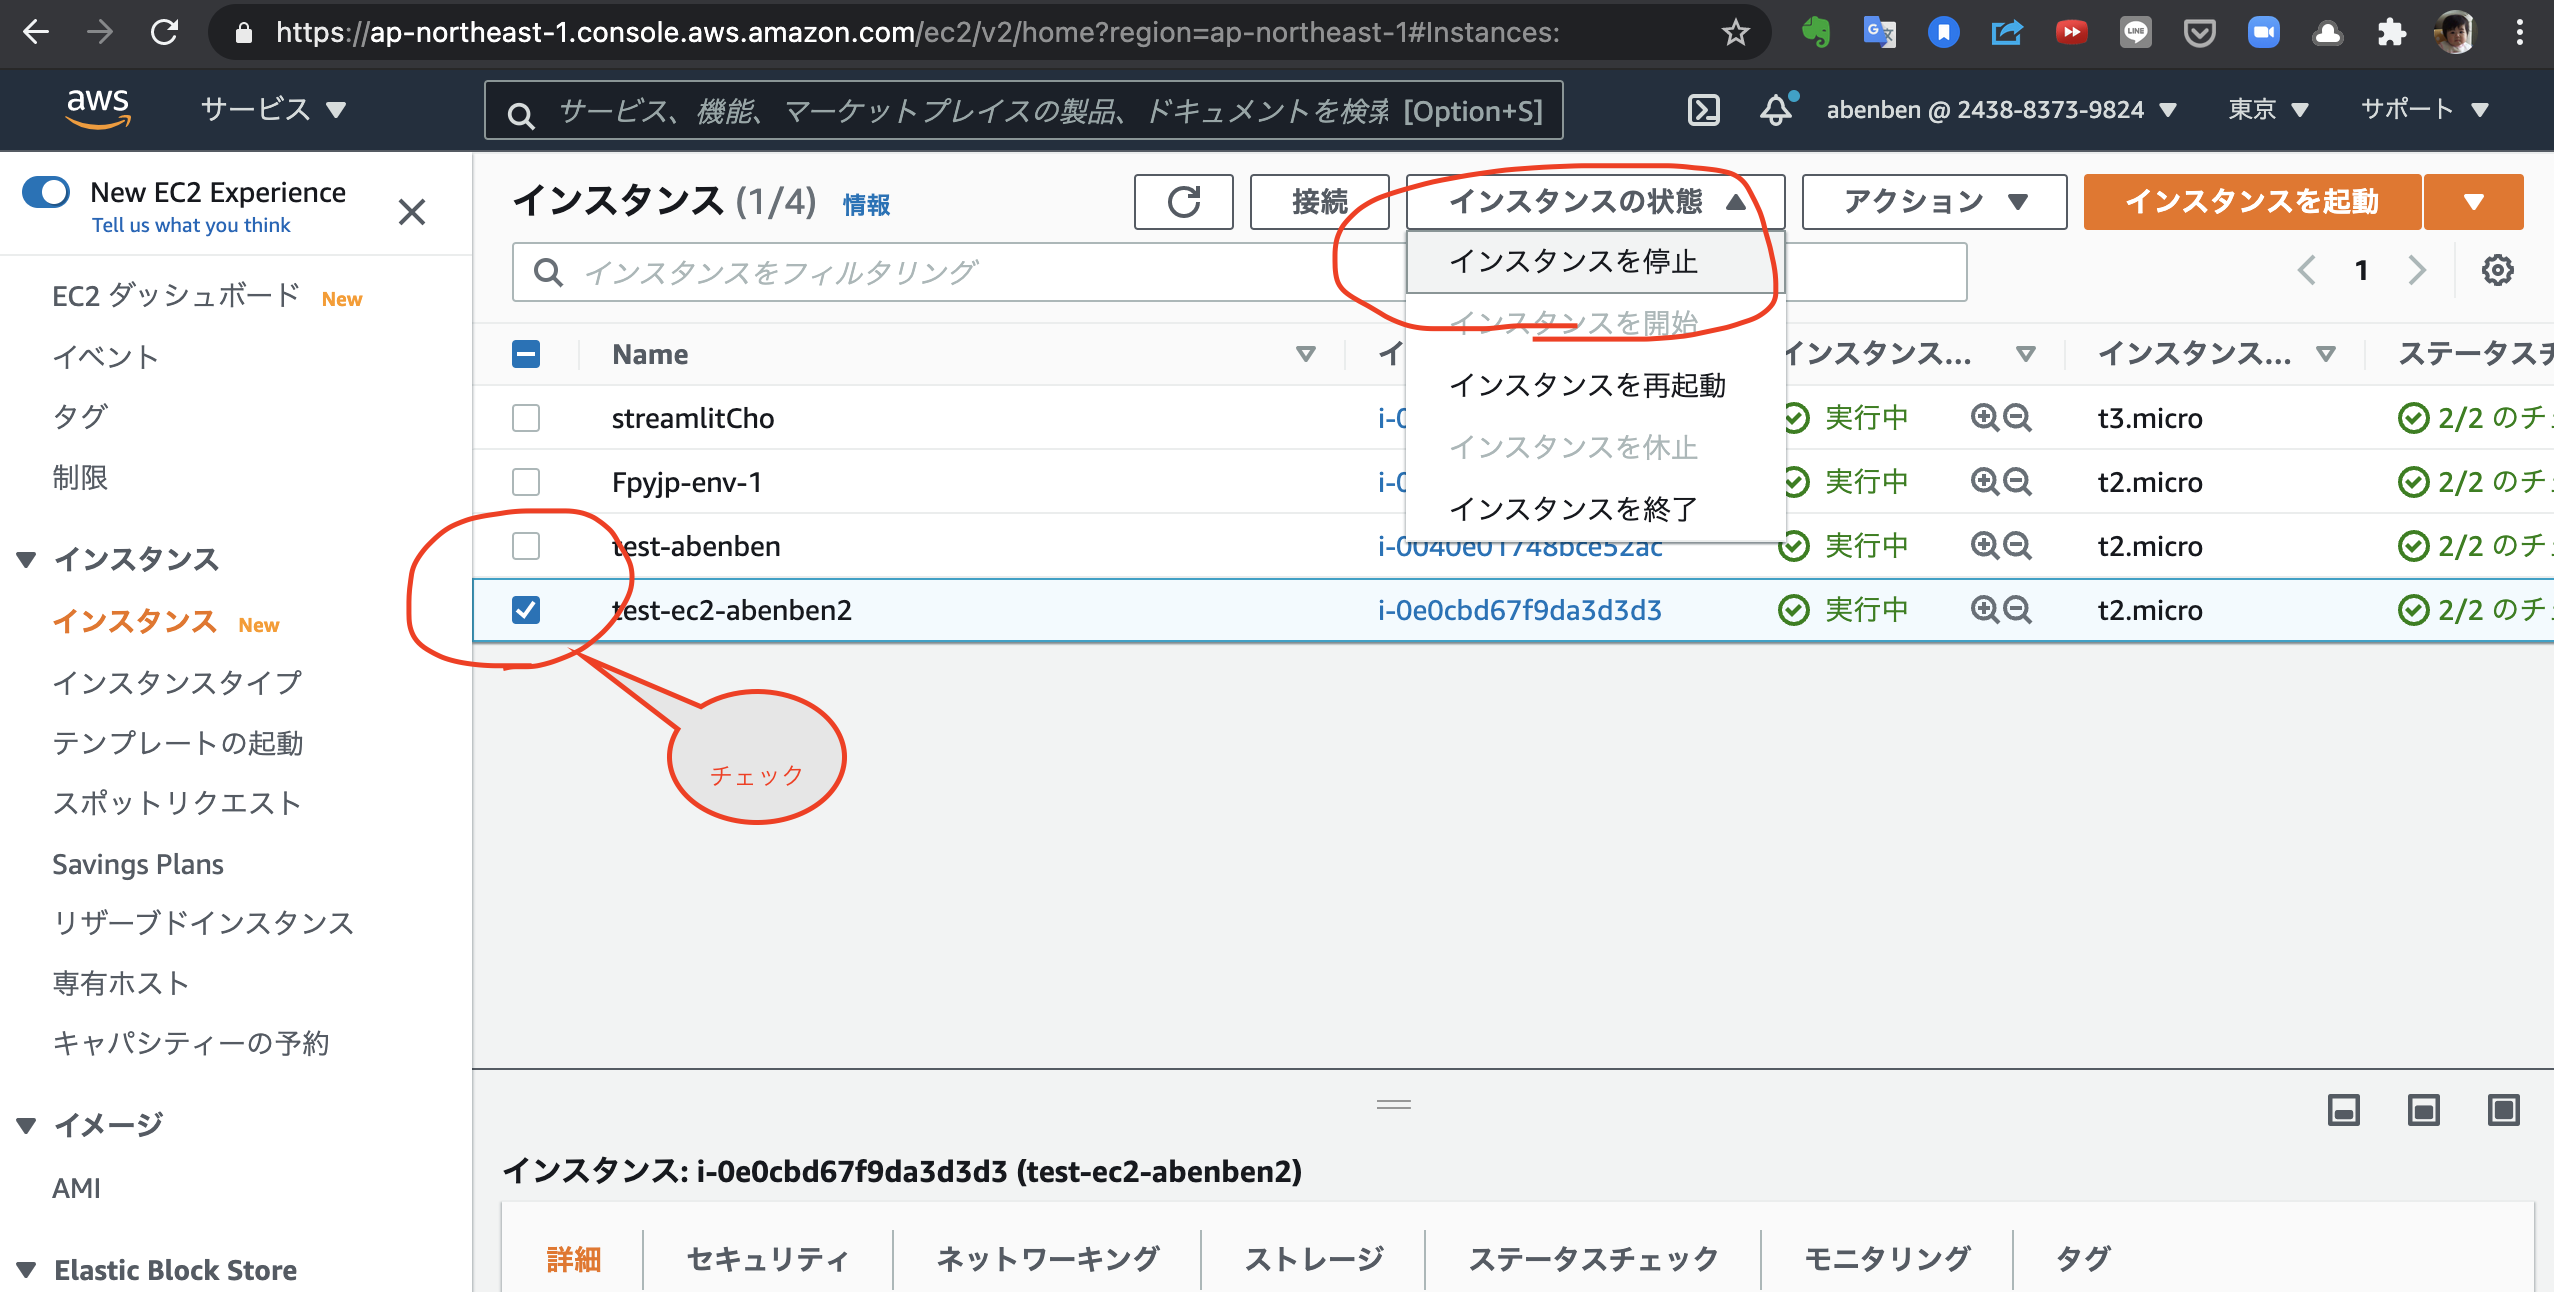 https://ap-northeast-1.console.aws.amazon.com/ec2/v2/home?region=ap-northeast-1#Instances:
LINE
aws
サービス
サービス、機能、マーケットプレイスの製品、ドキュメントを検索 [Option+S]
abenben @ 2438-8373-9824
東京
サポート
New EC2 Experience
Tell us what you think
EC2 ダッシュボード New
イベント
タグ
制限
インスタンス
インスタンス New
インスタンスタイプ
テンプレートの起動
スポットリクエスト
Savings Plans
リザーブドインスタンス
専有ホスト
キャパシティーの予約
イメージ
AMI
Elastic Block Store
インスタンス (1/4) 情報
接続
インスタンスの状態
アクション
インスタンスを起動
インスタンスをフィルタリング
1
インスタンスを停止
インスタンスを開始
インスタンスを再起動
インスタンスを休止
インスタンスを終了
Name インスタンス... インスタンス...
streamlitCho 実行中 t3.micro 2/2 のチ
Fpyjp-env-1 実行中 t2.micro 2/2 のチ
test-abenben i-0040e01748bce52ac 実行中 t2.micro 2/2 のチ
test-ec2-abenben2 i-0e0cbd67f9da3d3d3 実行中 t2.micro 2/2 のチ
チェック
インスタンス: i-0e0cbd67f9da3d3d3 (test-ec2-abenben2)
詳細
セキュリティ
ネットワーキング
ストレージ
ステータスチェック
モニタリング
タグ